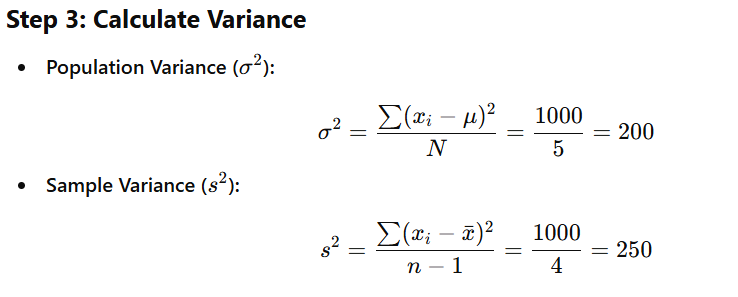 Step 3: Calculate Variance
• Population Variance (σ²):
σ² = ∑(xᵢ − μ)² / N = 1000 / 5 = 200
• Sample Variance (s²):
s² = ∑(xᵢ − x̄)² / n − 1 = 1000 / 4 = 250